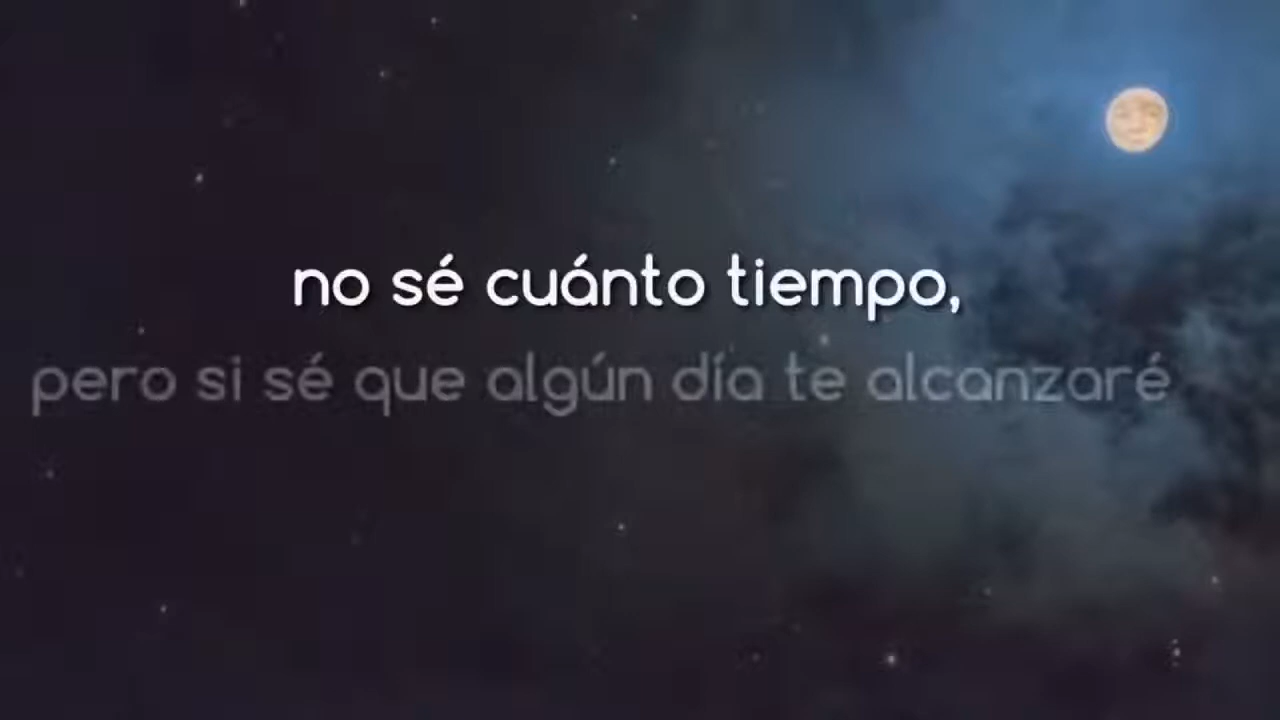 no sé cuánto tiempo,
pero si sé que algún día te alcanzaré